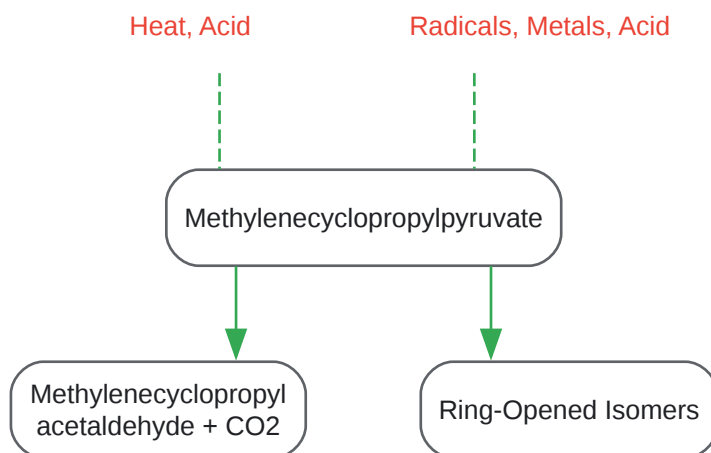 Heat, Acid
Radicals, Metals, Acid
Methylenecyclopropylpyruvate
Methylenecyclopropyl
acetaldehyde + CO2
Ring-Opened Isomers